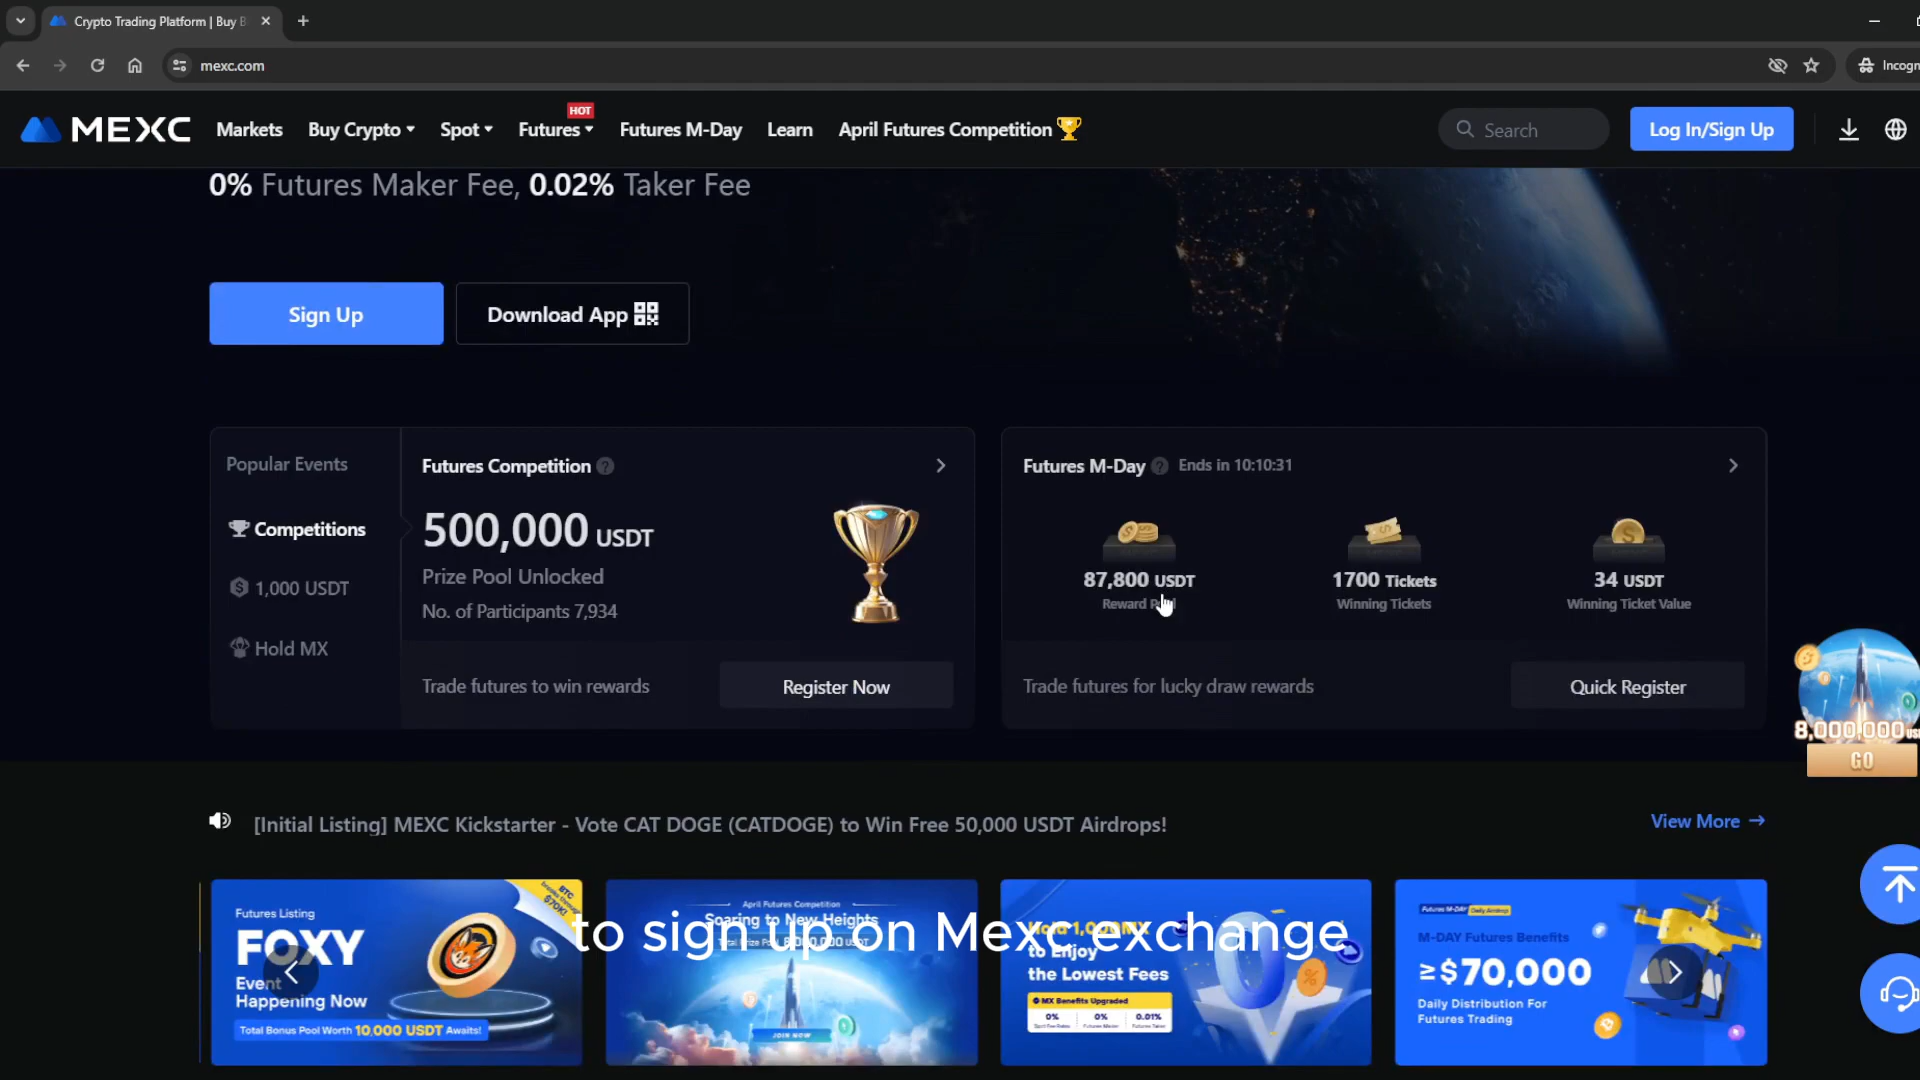 Crypto Trading Platform | Buy B
mexc.com
Incogn
MEXC
Markets
Buy Crypto
Spot
Futures
HOT
Futures M-Day
Learn
April Futures Competition
Search
Log In/Sign Up
0% Futures Maker Fee, 0.02% Taker Fee
Sign Up
Download App
Popular Events
Competitions
1,000 USDT
Hold MX
Futures Competition ?
500,000 USDT
Prize Pool Unlocked
No. of Participants 7,934
Trade futures to win rewards
Register Now
Futures M-Day ? Ends in 10:10:31
87,800 USDT
Reward
1700 Tickets
Winning Tickets
34 USDT
Winning Ticket Value
Trade futures for lucky draw rewards
Quick Register
8,000,000
GO
[Initial Listing] MEXC Kickstarter - Vote CAT DOGE (CATDOGE) to Win Free 50,000 USDT Airdrops!
View More
Futures Listing
FOXY
Event
Happening Now
Total Bonus Pool Worth 10,000 USDT Awaits!
April Futures Competition
Soaring to New Heights
JOIN NOW
to sign up on Mexc exchange
to Enjoy
the Lowest Fees
MX Benefits Upgraded
0%
0%
0.01%
Futures M-DAY Daily Airdrop
M-DAY Futures Benefits
≥$70,000
Daily Distribution For
Futures Trading